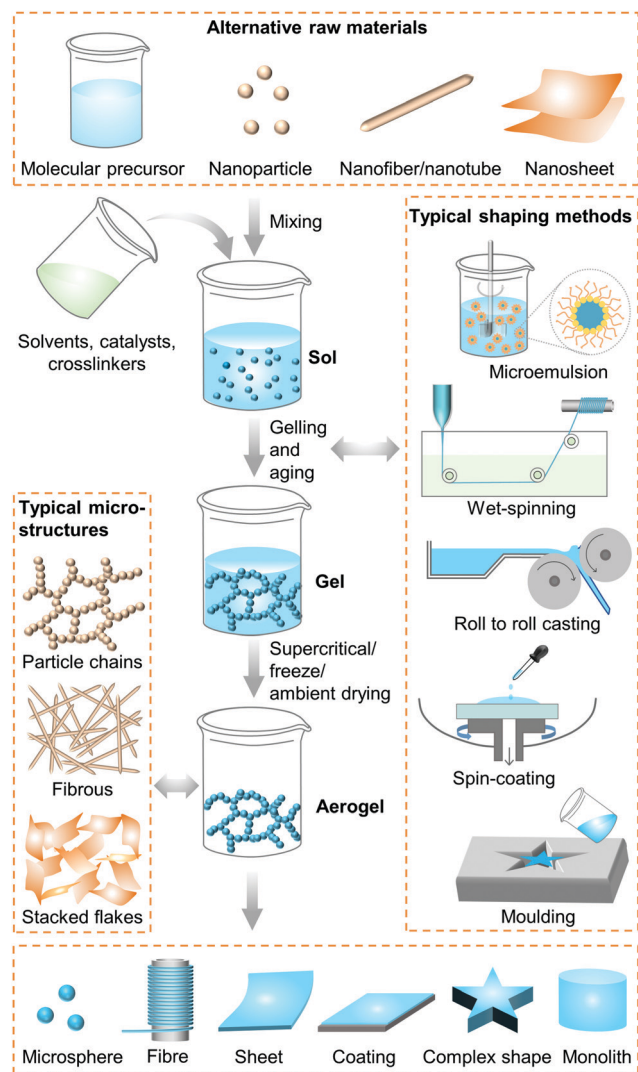 Alternative raw materials
Molecular precursor
Nanoparticle
Nanofiber/nanotube
Nanosheet
Mixing
Solvents, catalysts,
crosslinkers
Sol
Gelling
and
aging
Typical shaping methods
Microemulsion
Wet-spinning
Roll to roll casting
Spin-coating
Moulding
Typical micro-
structures
Particle chains
Fibrous
Stacked flakes
Gel
Supercritical/
freeze/
ambient drying
Aerogel
Microsphere
Fibre
Sheet
Coating
Complex shape
Monolith